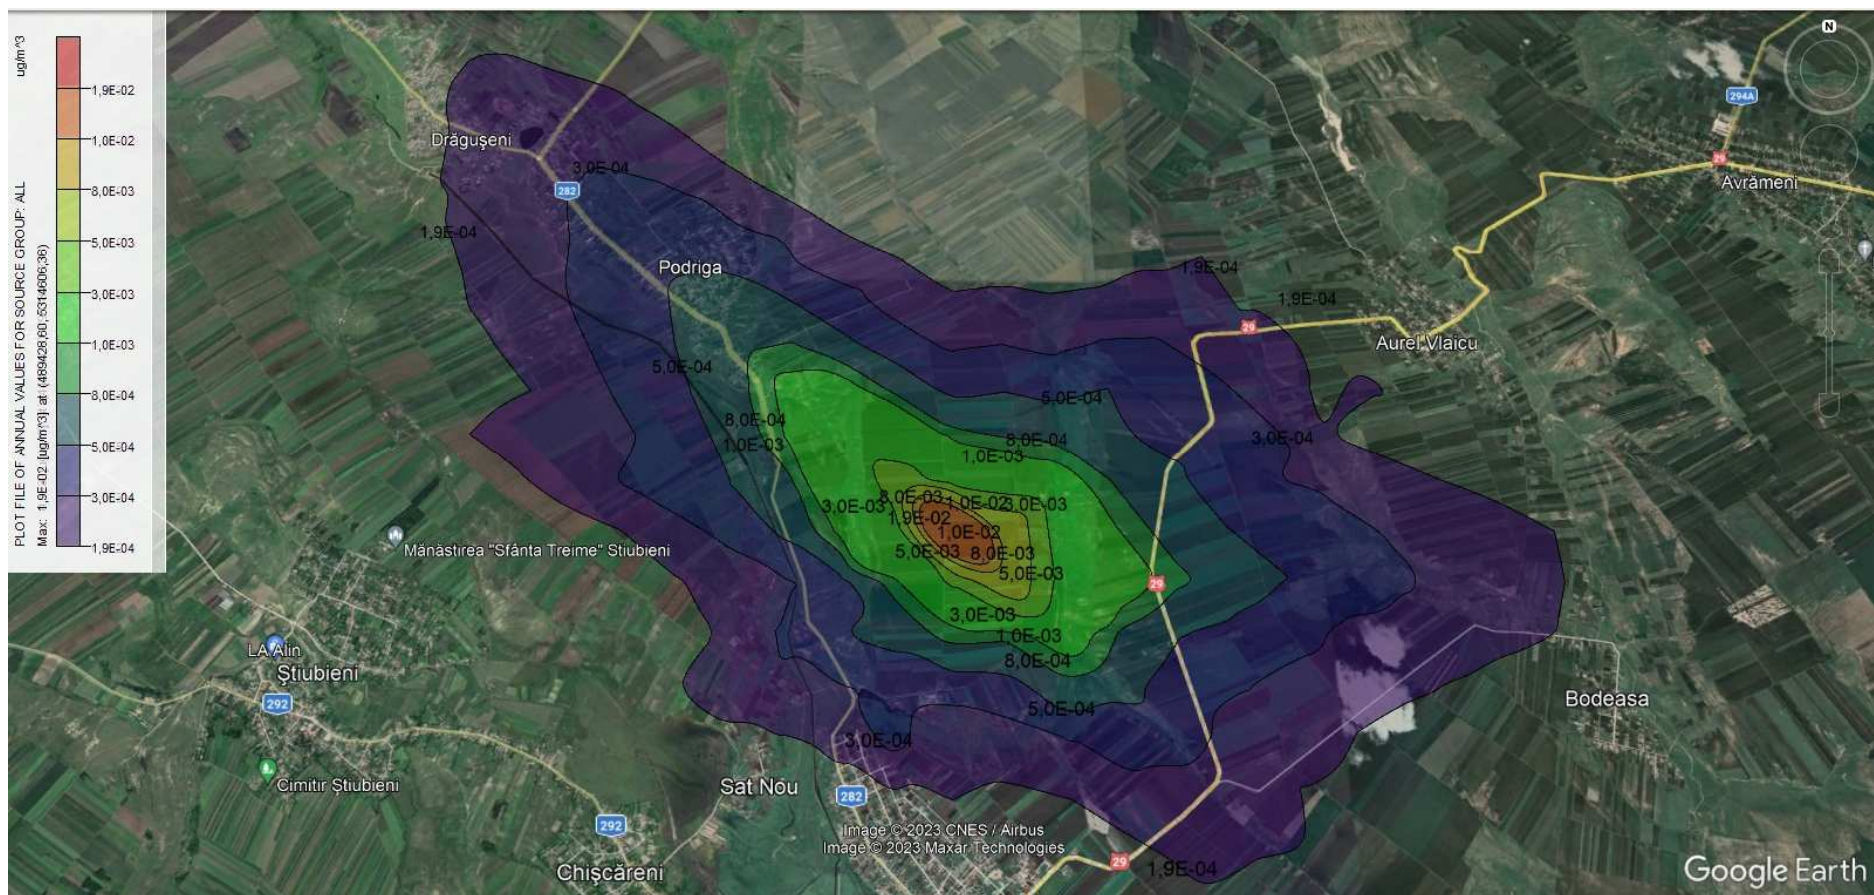 ug/m^3
PLOT FILE OF ANNUAL VALUES FOR SOURCE GROUP: ALL
Max: 1,9E-02 [ug/m^3] at (489428,60, 5314606,36)
1,9E-02
1,0E-02
8,0E-03
5,0E-03
3,0E-03
1,0E-03
8,0E-04
5,0E-04
3,0E-04
1,9E-04
N
294A
29
Avrămeni
Drăgușeni
3,0E-04
282
1,9E-04
Podriga
1,9E-04
1,9E-04
29
Aurel Vlaicu
5,0E-04
5,0E-04
8,0E-04
1,0E-03
8,0E-04
1,0E-03
3,0E-04
3,0E-03
8,0E-03
1,0E-02
3,0E-03
1,9E-02
1,0E-02
5,0E-03
8,0E-03
5,0E-03
29
3,0E-03
1,0E-03
8,0E-04
5,0E-04
3,0E-04
Mănăstirea "Sfânta Treime" Stiubieni
LA Alin
Știubieni
292
Cimitir Știubieni
292
Chișcăreni
Sat Nou
282
Bodeasa
Image © 2023 CNES / Airbus
Image © 2023 Maxar Technologies
29
1,9E-04
Google Earth